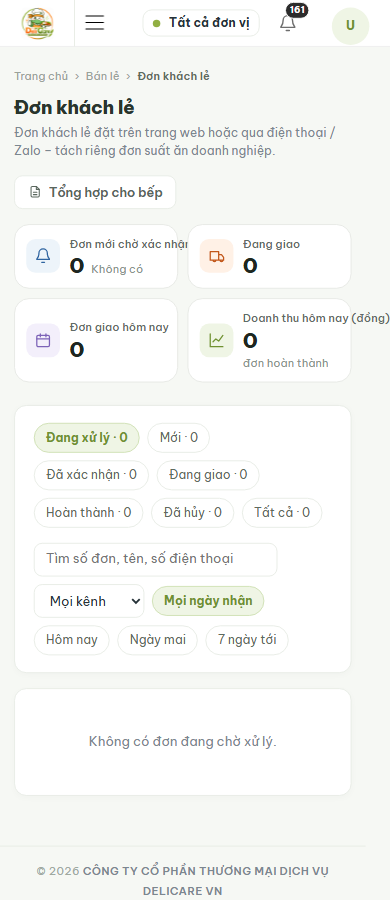 Tất cả đơn vị
161
U
Trang chủ > Bán lẻ > Đơn khách lẻ
Đơn khách lẻ
Đơn khách lẻ đặt trên trang web hoặc qua điện thoại /
Zalo – tách riêng đơn suất ăn doanh nghiệp.
Tổng hợp cho bếp
Đơn mới chờ xác nhận
0 Không có
Đang giao
0
Đơn giao hôm nay
0
Doanh thu hôm nay (đồng)
0
đơn hoàn thành
Đang xử lý · 0
Mới · 0
Đã xác nhận · 0
Đang giao · 0
Hoàn thành · 0
Đã hủy · 0
Tất cả · 0
Tìm số đơn, tên, số điện thoại
Mọi kênh
Mọi ngày nhận
Hôm nay
Ngày mai
7 ngày tới
Không có đơn đang chờ xử lý.
© 2026 CÔNG TY CỔ PHẦN THƯƠNG MẠI DỊCH VỤ
DELICARE VN